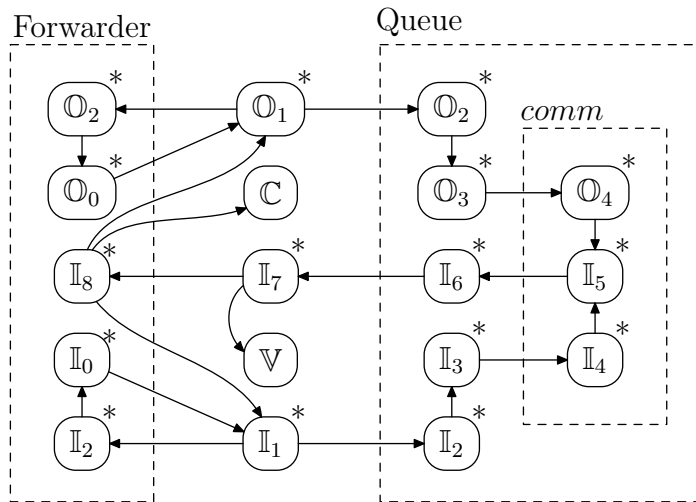 Forwarder
Queue
𝕆₂* 𝕆₁* 𝕆₂*
comm
𝕆₀* ℂ 𝕆₃* 𝕆₄*
𝕀₈* 𝕀₇* 𝕀₆* 𝕀₅*
𝕀₀* 𝕍 𝕀₃* 𝕀₄*
𝕀₂* 𝕀₁* 𝕀₂*